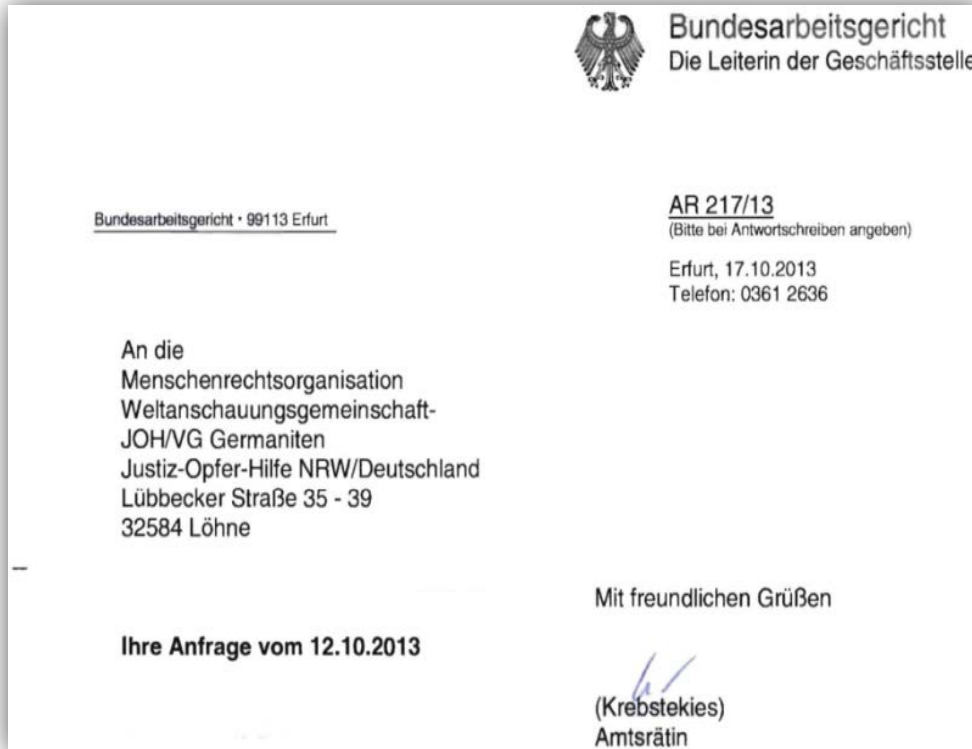 Bundesarbeitsgericht
Die Leiterin der Geschäftsstelle
Bundesarbeitsgericht • 99113 Erfurt
AR 217/13
(Bitte bei Antwortschreiben angeben)
Erfurt, 17.10.2013
Telefon: 0361 2636
An die
Menschenrechtsorganisation
Weltanschauungsgemeinschaft-
JOH/VG Germaniten
Justiz-Opfer-Hilfe NRW/Deutschland
Lübbecker Straße 35 - 39
32584 Löhne
Ihre Anfrage vom 12.10.2013
Mit freundlichen Grüßen
(Krebstekies)
Amtsrätin